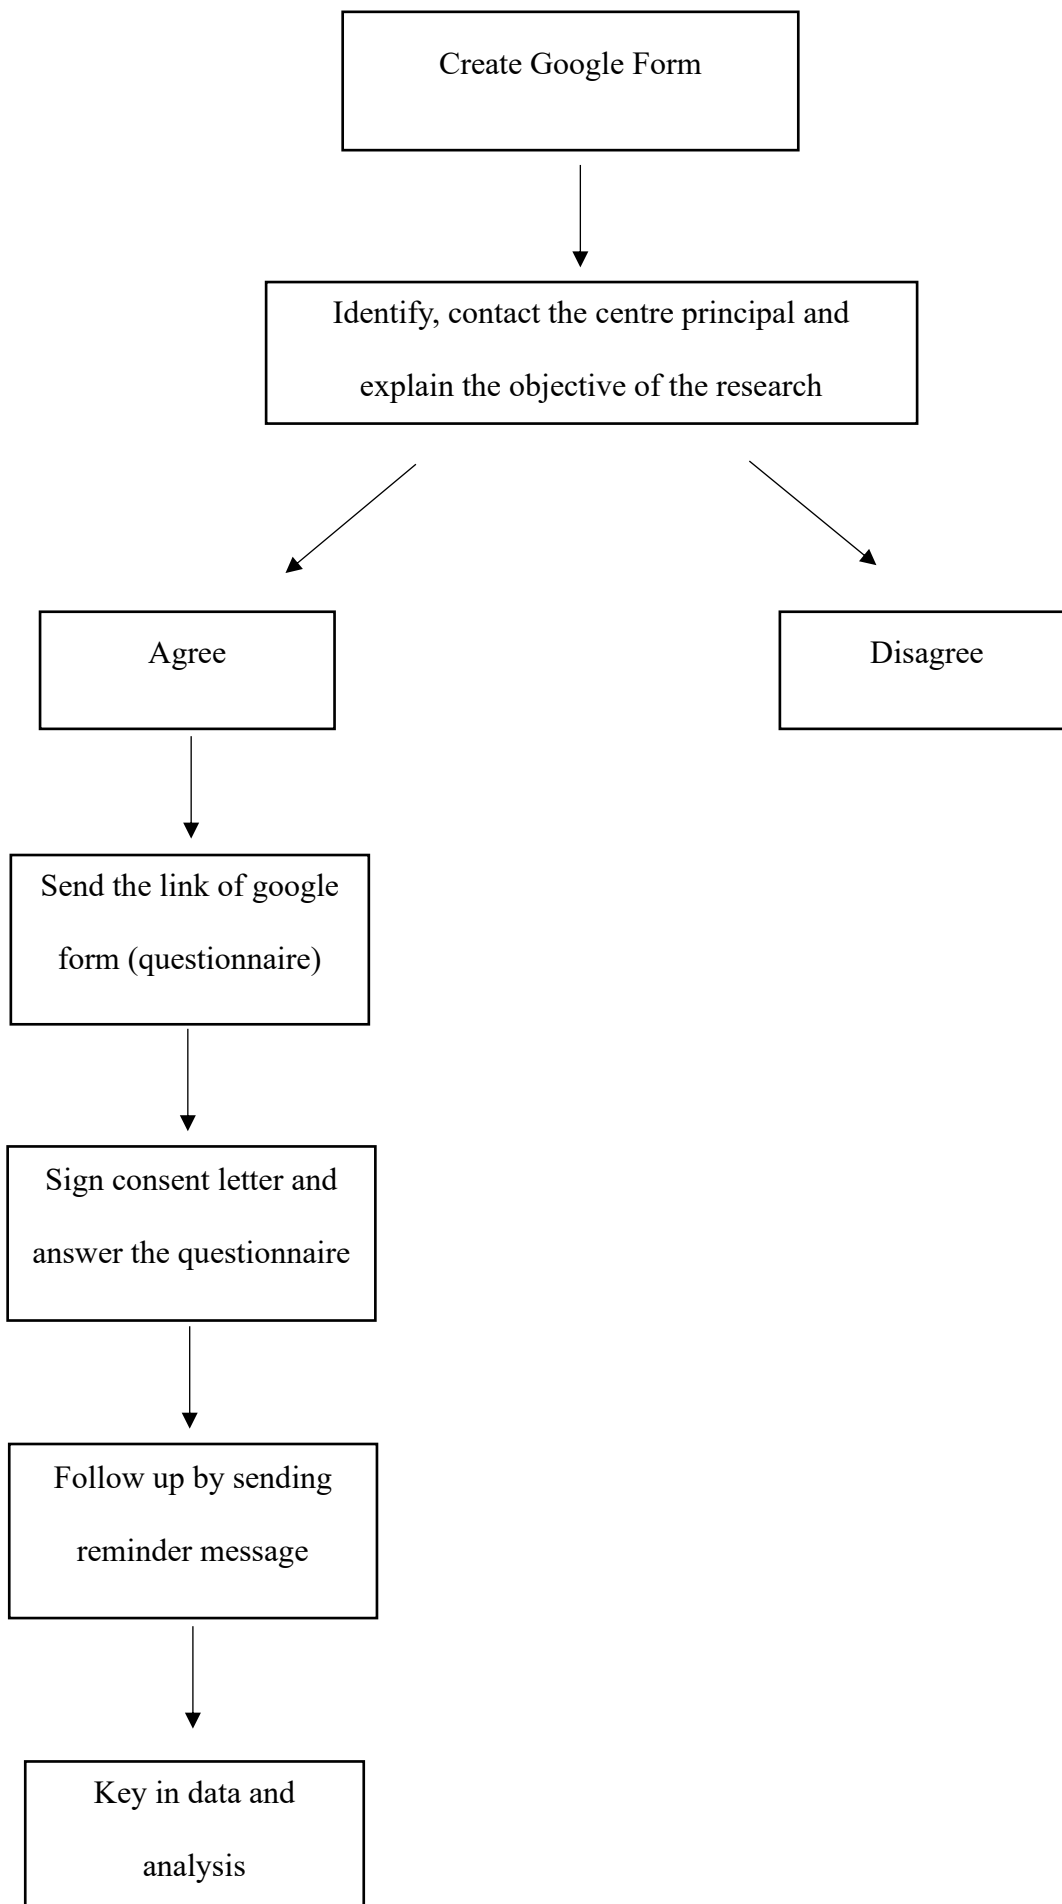 Create Google Form
Identify, contact the centre principal and
explain the objective of the research
Agree
Disagree
Send the link of google
form (questionnaire)
Sign consent letter and
answer the questionnaire
Follow up by sending
reminder message
Key in data and
analysis